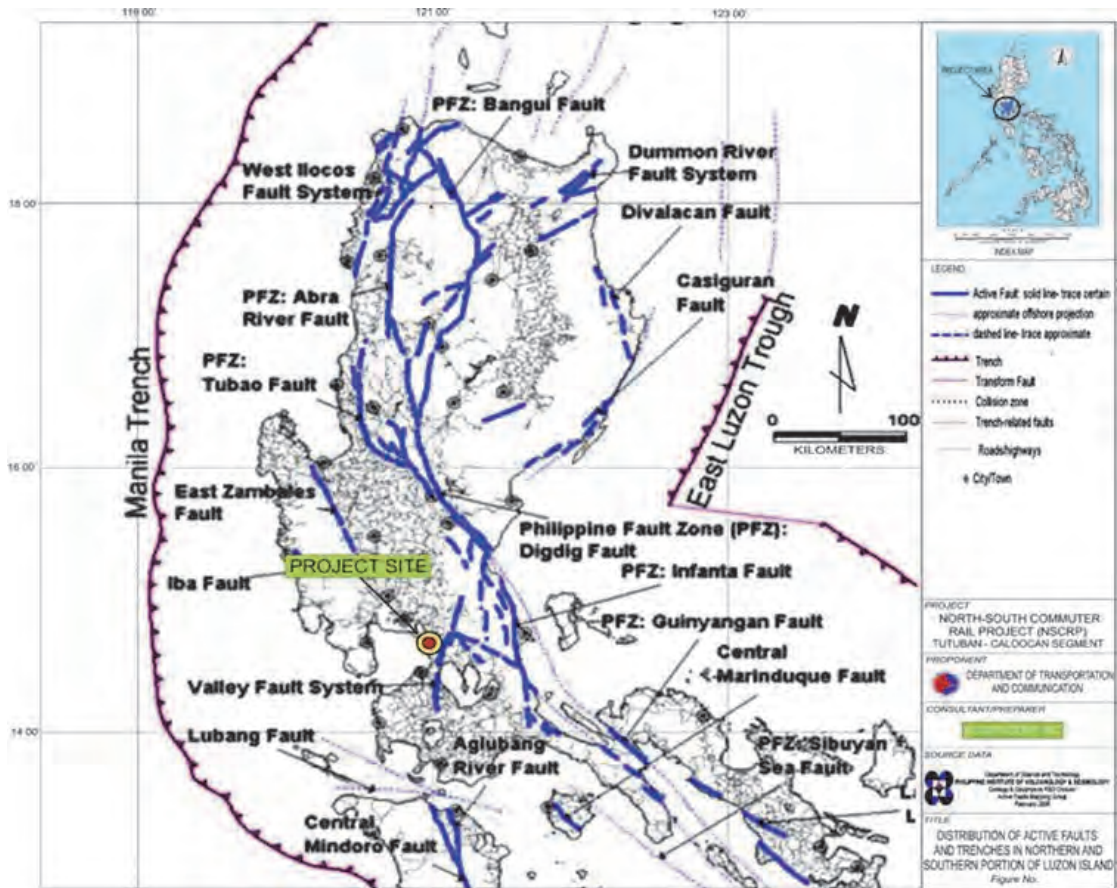 119 00'
121 00'
123 00'
18 00'
16 00'
14 00'
PFZ: Bangui Fault
West Ilocos
Fault System
Dummon River
Fault System
Divalacan Fault
Casiguran
Fault
PFZ: Abra
River Fault
PFZ:
Tubao Fault
Manila Trench
East Luzon Trough
N
0 100
KILOMETERS
East Zambales
Fault
Philippine Fault Zone (PFZ):
Digdig Fault
PROJECT SITE
Iba Fault
PFZ: Infanta Fault
PFZ: Guinyangan Fault
Central
Marinduque Fault
Valley Fault System
Lubang Fault
Aglubang
River Fault
PFZ: Sibuyan
Sea Fault
Central
Mindoro Fault
PROJECT AREA
INDEX MAP
LEGEND:
Active Fault: solid line- trace certain
approximate offshore projection
dashed line- trace approximate
Trench
Transform Fault
Collision zone
Trench-related faults
Roads/highways
City/Town
PROJECT
NORTH-SOUTH COMMUTER
RAIL PROJECT (NSCRP)
TUTUBAN - CALOOCAN SEGMENT
PROPONENT
DEPARTMENT OF TRANSPORTATION
AND COMMUNICATION
CONSULTANT/PREPARER
SOURCE DATA
Department of Science and Technology
PHILIPPINE INSTITUTE OF VOLCANOLOGY & SEISMOLOGY
TITLE
DISTRIBUTION OF ACTIVE FAULTS
AND TRENCHES IN NORTHERN AND
SOUTHERN PORTION OF LUZON ISLAND
Figure No.